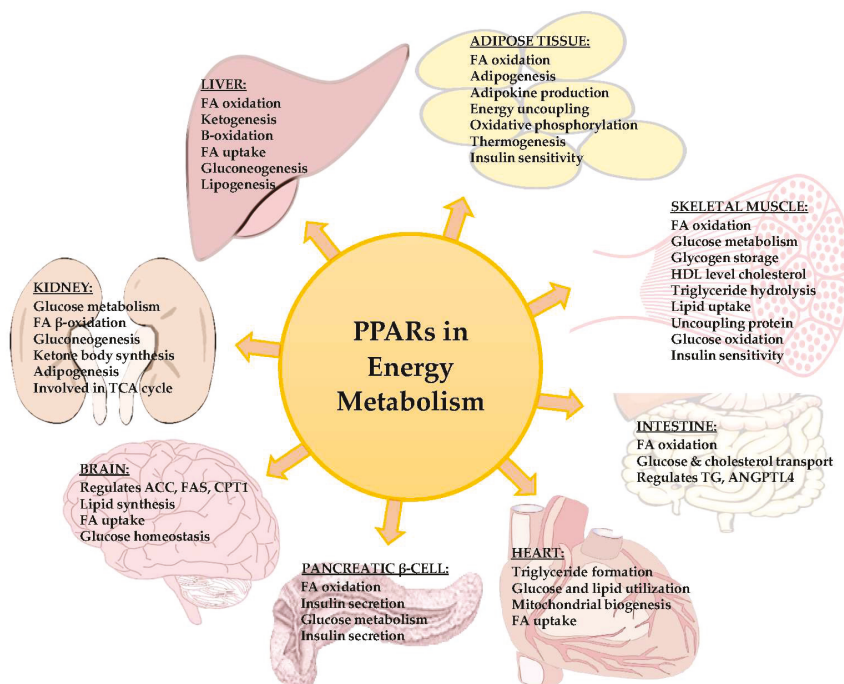 ADIPOSE TISSUE:
FA oxidation
Adipogenesis
Adipokine production
Energy uncoupling
Oxidative phosphorylation
Thermogenesis
Insulin sensitivity
LIVER:
FA oxidation
Ketogenesis
B-oxidation
FA uptake
Gluconeogenesis
Lipogenesis
SKELETAL MUSCLE:
FA oxidation
Glucose metabolism
Glycogen storage
HDL level cholesterol
Triglyceride hydrolysis
Lipid uptake
Uncoupling protein
Glucose oxidation
Insulin sensitivity
KIDNEY:
Glucose metabolism
FA β-oxidation
Gluconeogenesis
Ketone body synthesis
Adipogenesis
Involved in TCA cycle
PPARs in
Energy
Metabolism
INTESTINE:
FA oxidation
Glucose & cholesterol transport
Regulates TG, ANGPTL4
BRAIN:
Regulates ACC, FAS, CPT1
Lipid synthesis
FA uptake
Glucose homeostasis
PANCREATIC β-CELL:
FA oxidation
Insulin secretion
Glucose metabolism
Insulin secretion
HEART:
Triglyceride formation
Glucose and lipid utilization
Mitochondrial biogenesis
FA uptake